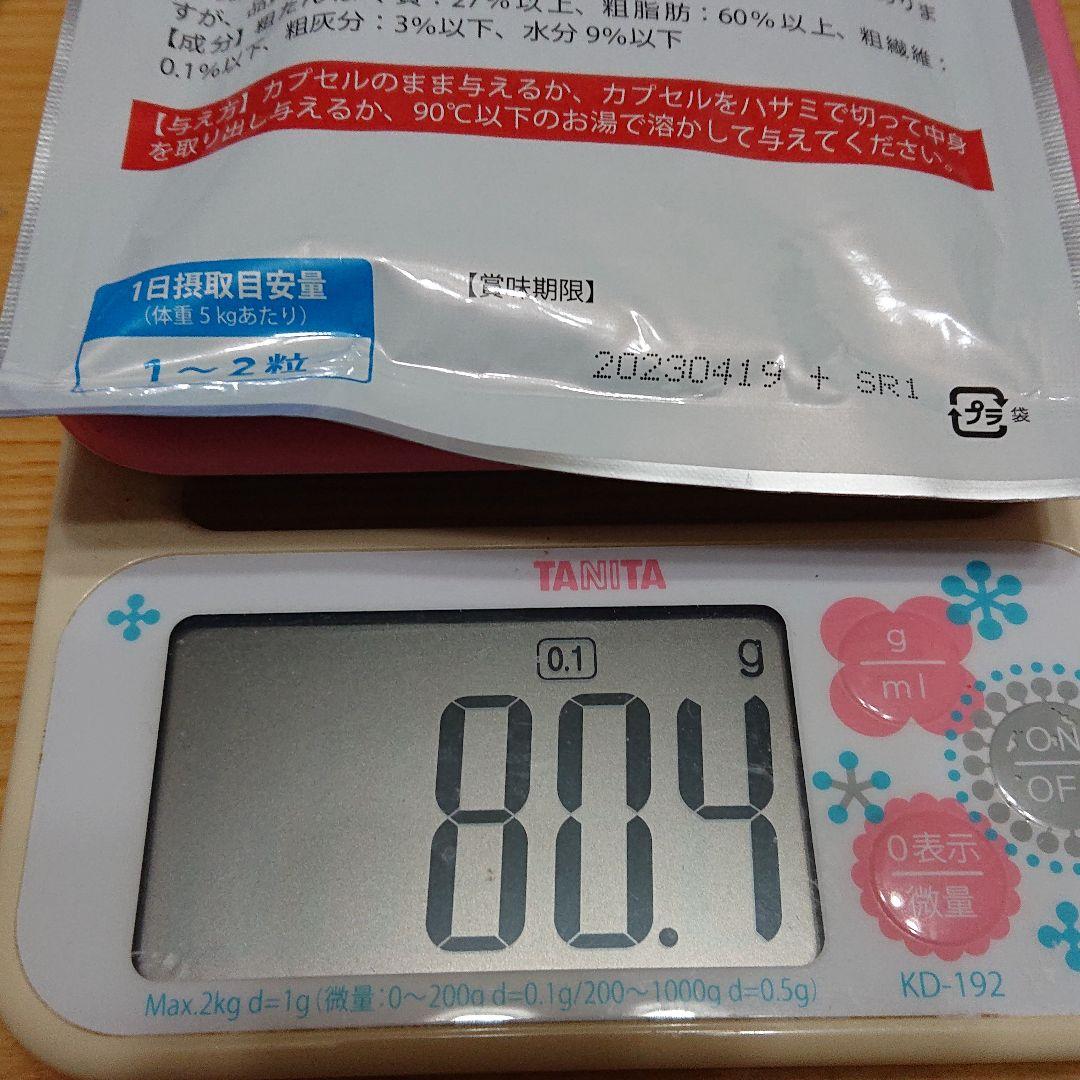 質：27%以上、粗脂肪：60%以上、粗繊維：
0.1%以下、粗灰分：3%以下、水分9%以下
【与え方】カプセルのまま与えるか、カプセルをハサミで切って中身
を取り出し与えるか、90℃以下のお湯で溶かして与えてください。
1日摂取目安量
(体重5㎏あたり)
1～2粒
【賞味期限】
20230419 + SR1
プラ
袋
TANITA
0.1
g
80.4
g
ml
ON
OF
0表示
微量
Max.2kg d=1g (微量:0～200g d=0.1g/200～1000g d=0.5g)
KD-192